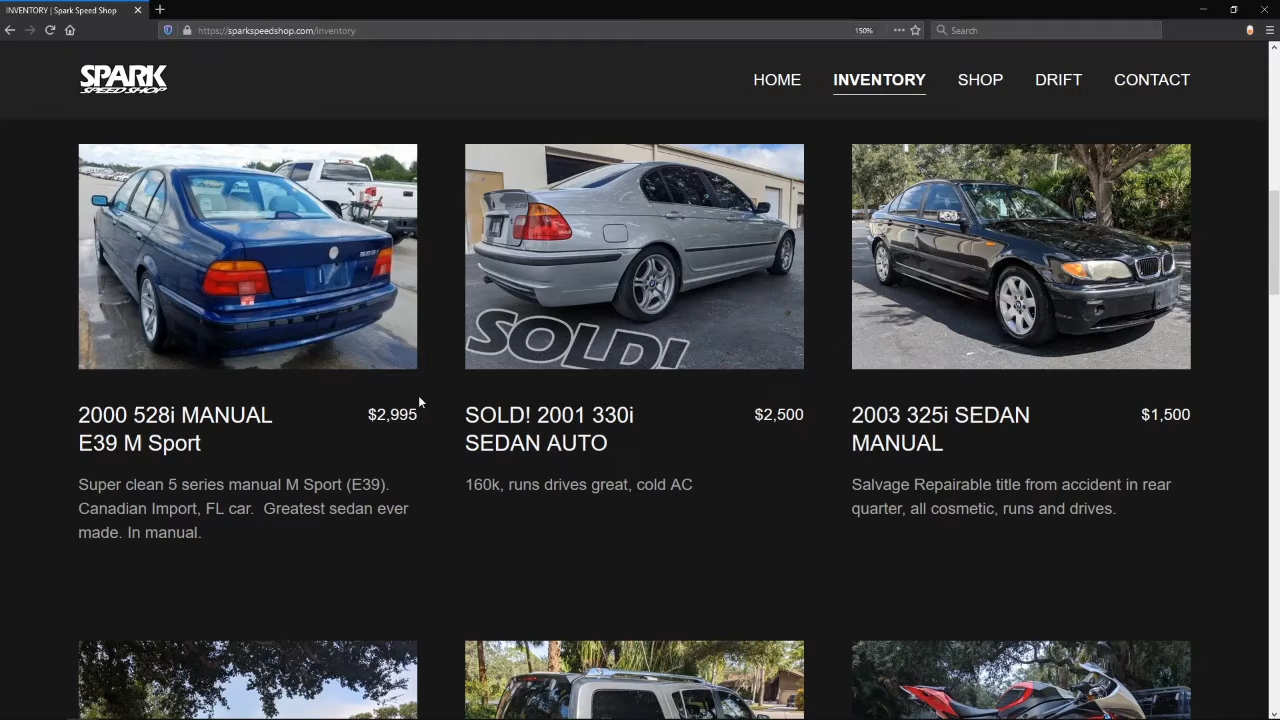 INVENTORY | Spark Speed Shop
https://sparkspeedshop.com/inventory
150%
Search
SPARK
SPEED SHOP
HOME
INVENTORY
SHOP
DRIFT
CONTACT
528i
SOLD!
2000 528i MANUAL
E39 M Sport
$2,995
Super clean 5 series manual M Sport (E39).
Canadian Import, FL car.  Greatest sedan ever
made. In manual.
SOLD! 2001 330i
SEDAN AUTO
$2,500
160k, runs drives great, cold AC
2003 325i SEDAN
MANUAL
$1,500
Salvage Repairable title from accident in rear
quarter, all cosmetic, runs and drives.